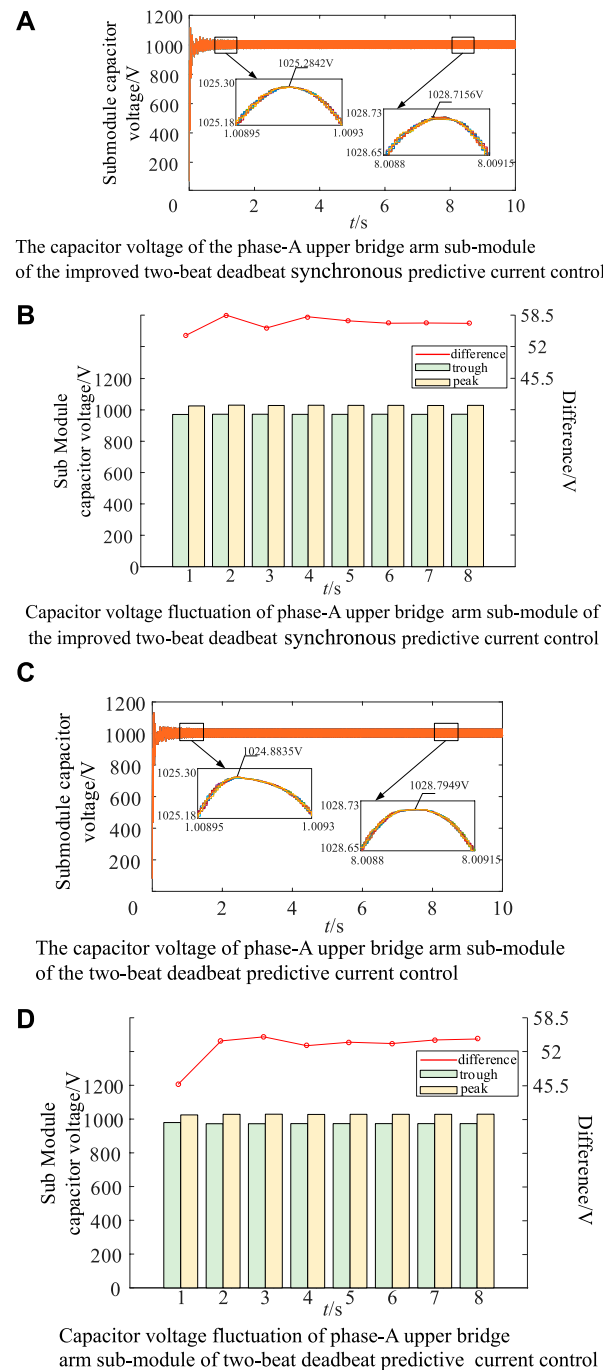 A
1200
1000
800
600
400
200
0
Submodule capacitor
voltage/V
1025.2842V
1025.30
1025.18
1.00895
1.0093
1028.7156V
1028.73
1028.65
8.0088
8.00915
2
4
6
8
10
t/s
The capacitor voltage of the phase-A upper bridge arm sub-module
of the improved two-beat deadbeat synchronous predictive current control
B
58.5
52
45.5
difference
trough
peak
1200
1000
800
600
400
200
0
Sub Module
capacitor voltage/V
Difference/V
1 2 3 4 5 6 7 8
t/s
Capacitor voltage fluctuation of phase-A upper bridge arm sub-module of
the improved two-beat deadbeat synchronous predictive current control
C
1200
1000
800
600
400
200
0
Submodule capacitor
voltage/V
1024.8835V
1025.30
1025.18
1.00895
1.0093
1028.7949V
1028.73
1028.65
8.0088
8.00915
2
4
6
8
10
t/s
The capacitor voltage of phase-A upper bridge arm sub-module
of the two-beat deadbeat predictive current control
D
58.5
52
45.5
difference
trough
peak
1200
1000
800
600
400
200
0
Sub Module
capacitor voltage/V
Difference/V
1 2 3 4 5 6 7 8
t/s
Capacitor voltage fluctuation of phase-A upper bridge
arm sub-module of two-beat deadbeat predictive current control